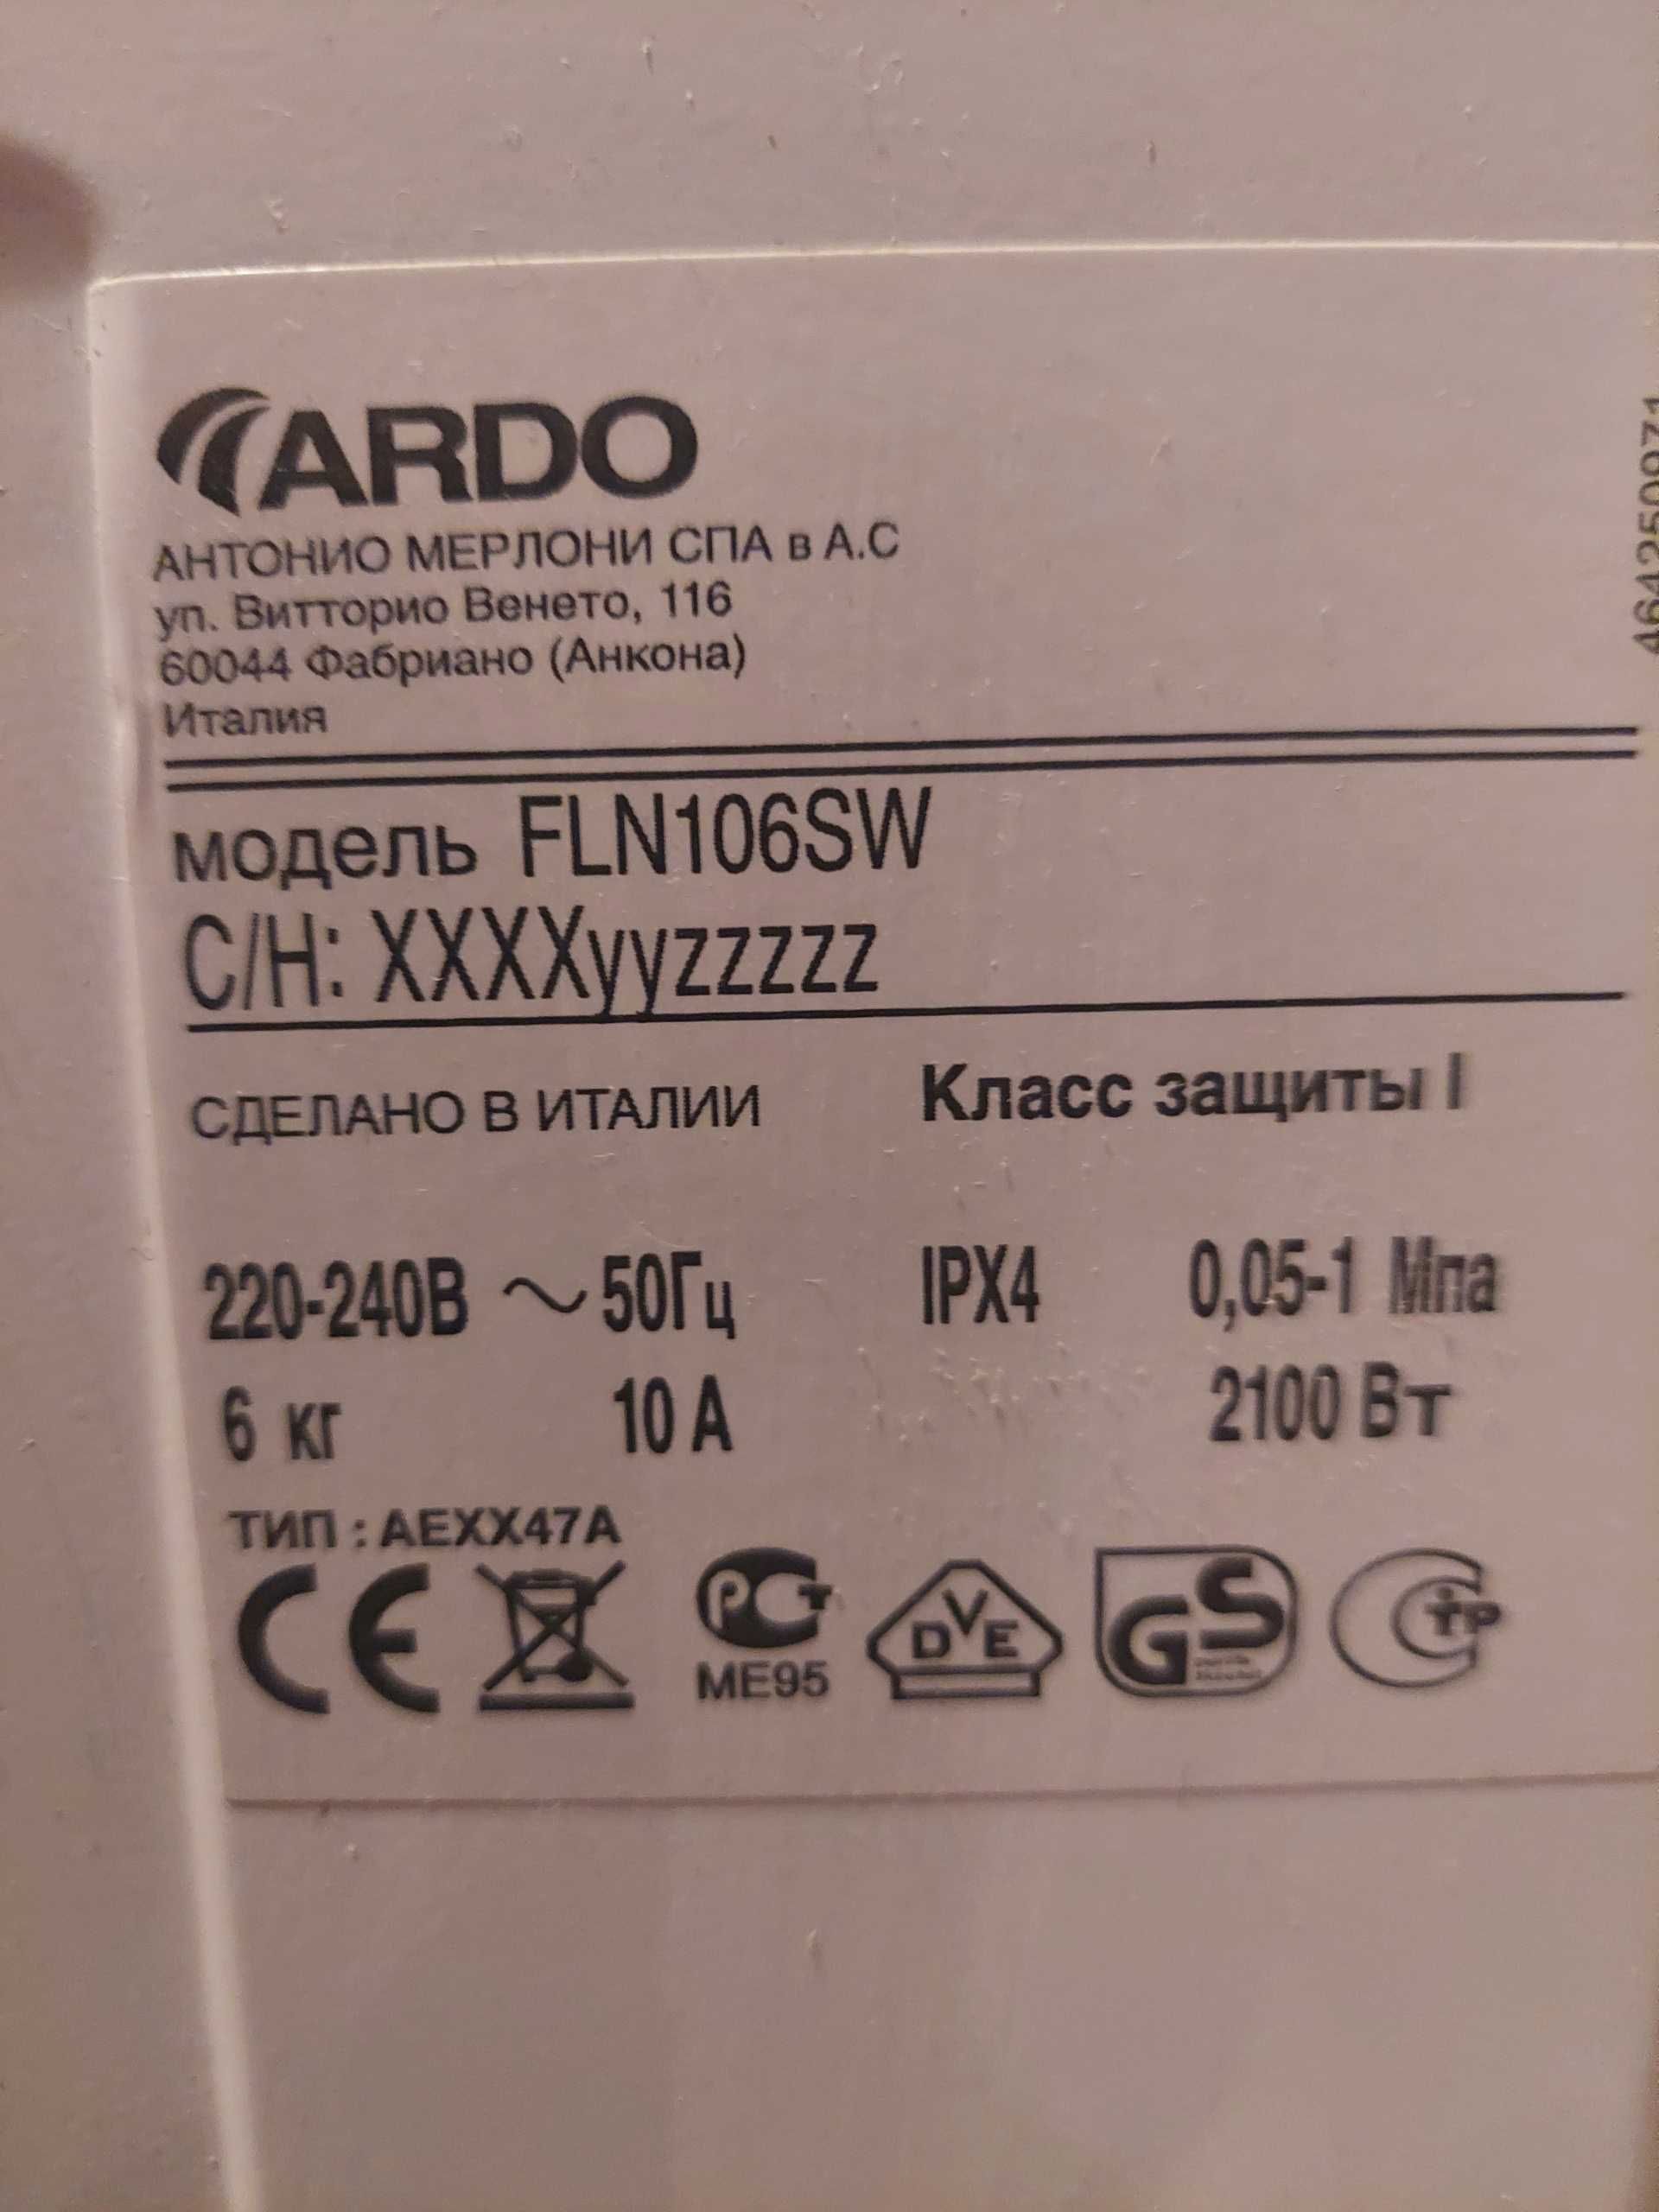 ARDO
АНТОНИО МЕРЛОНИ СПА в А.С
ул. Витторио Венето, 116
60044 Фабриано (Анкона)
Италия
модель FLN106SW
С/Н: XXXXyyzzzzz
СДЕЛАНО В ИТАЛИИ Класс защиты I
220-240В ~ 50Гц IPX4 0,05-1 Мпа
6 кг 10 А 2100 Вт
ТИП : AEXX47A
CE PCT DVE GS СТР
ME95
464250971